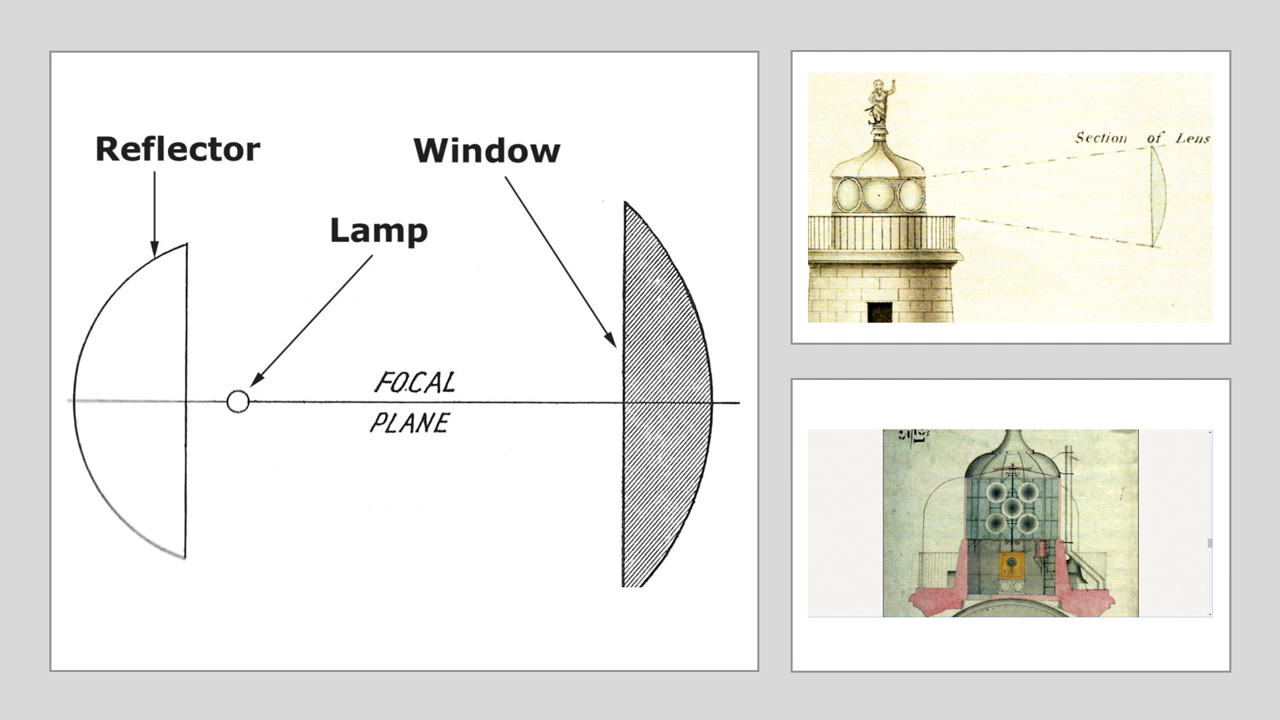 Reflector
Window
Lamp
FOCAL
PLANE
Section of Lens